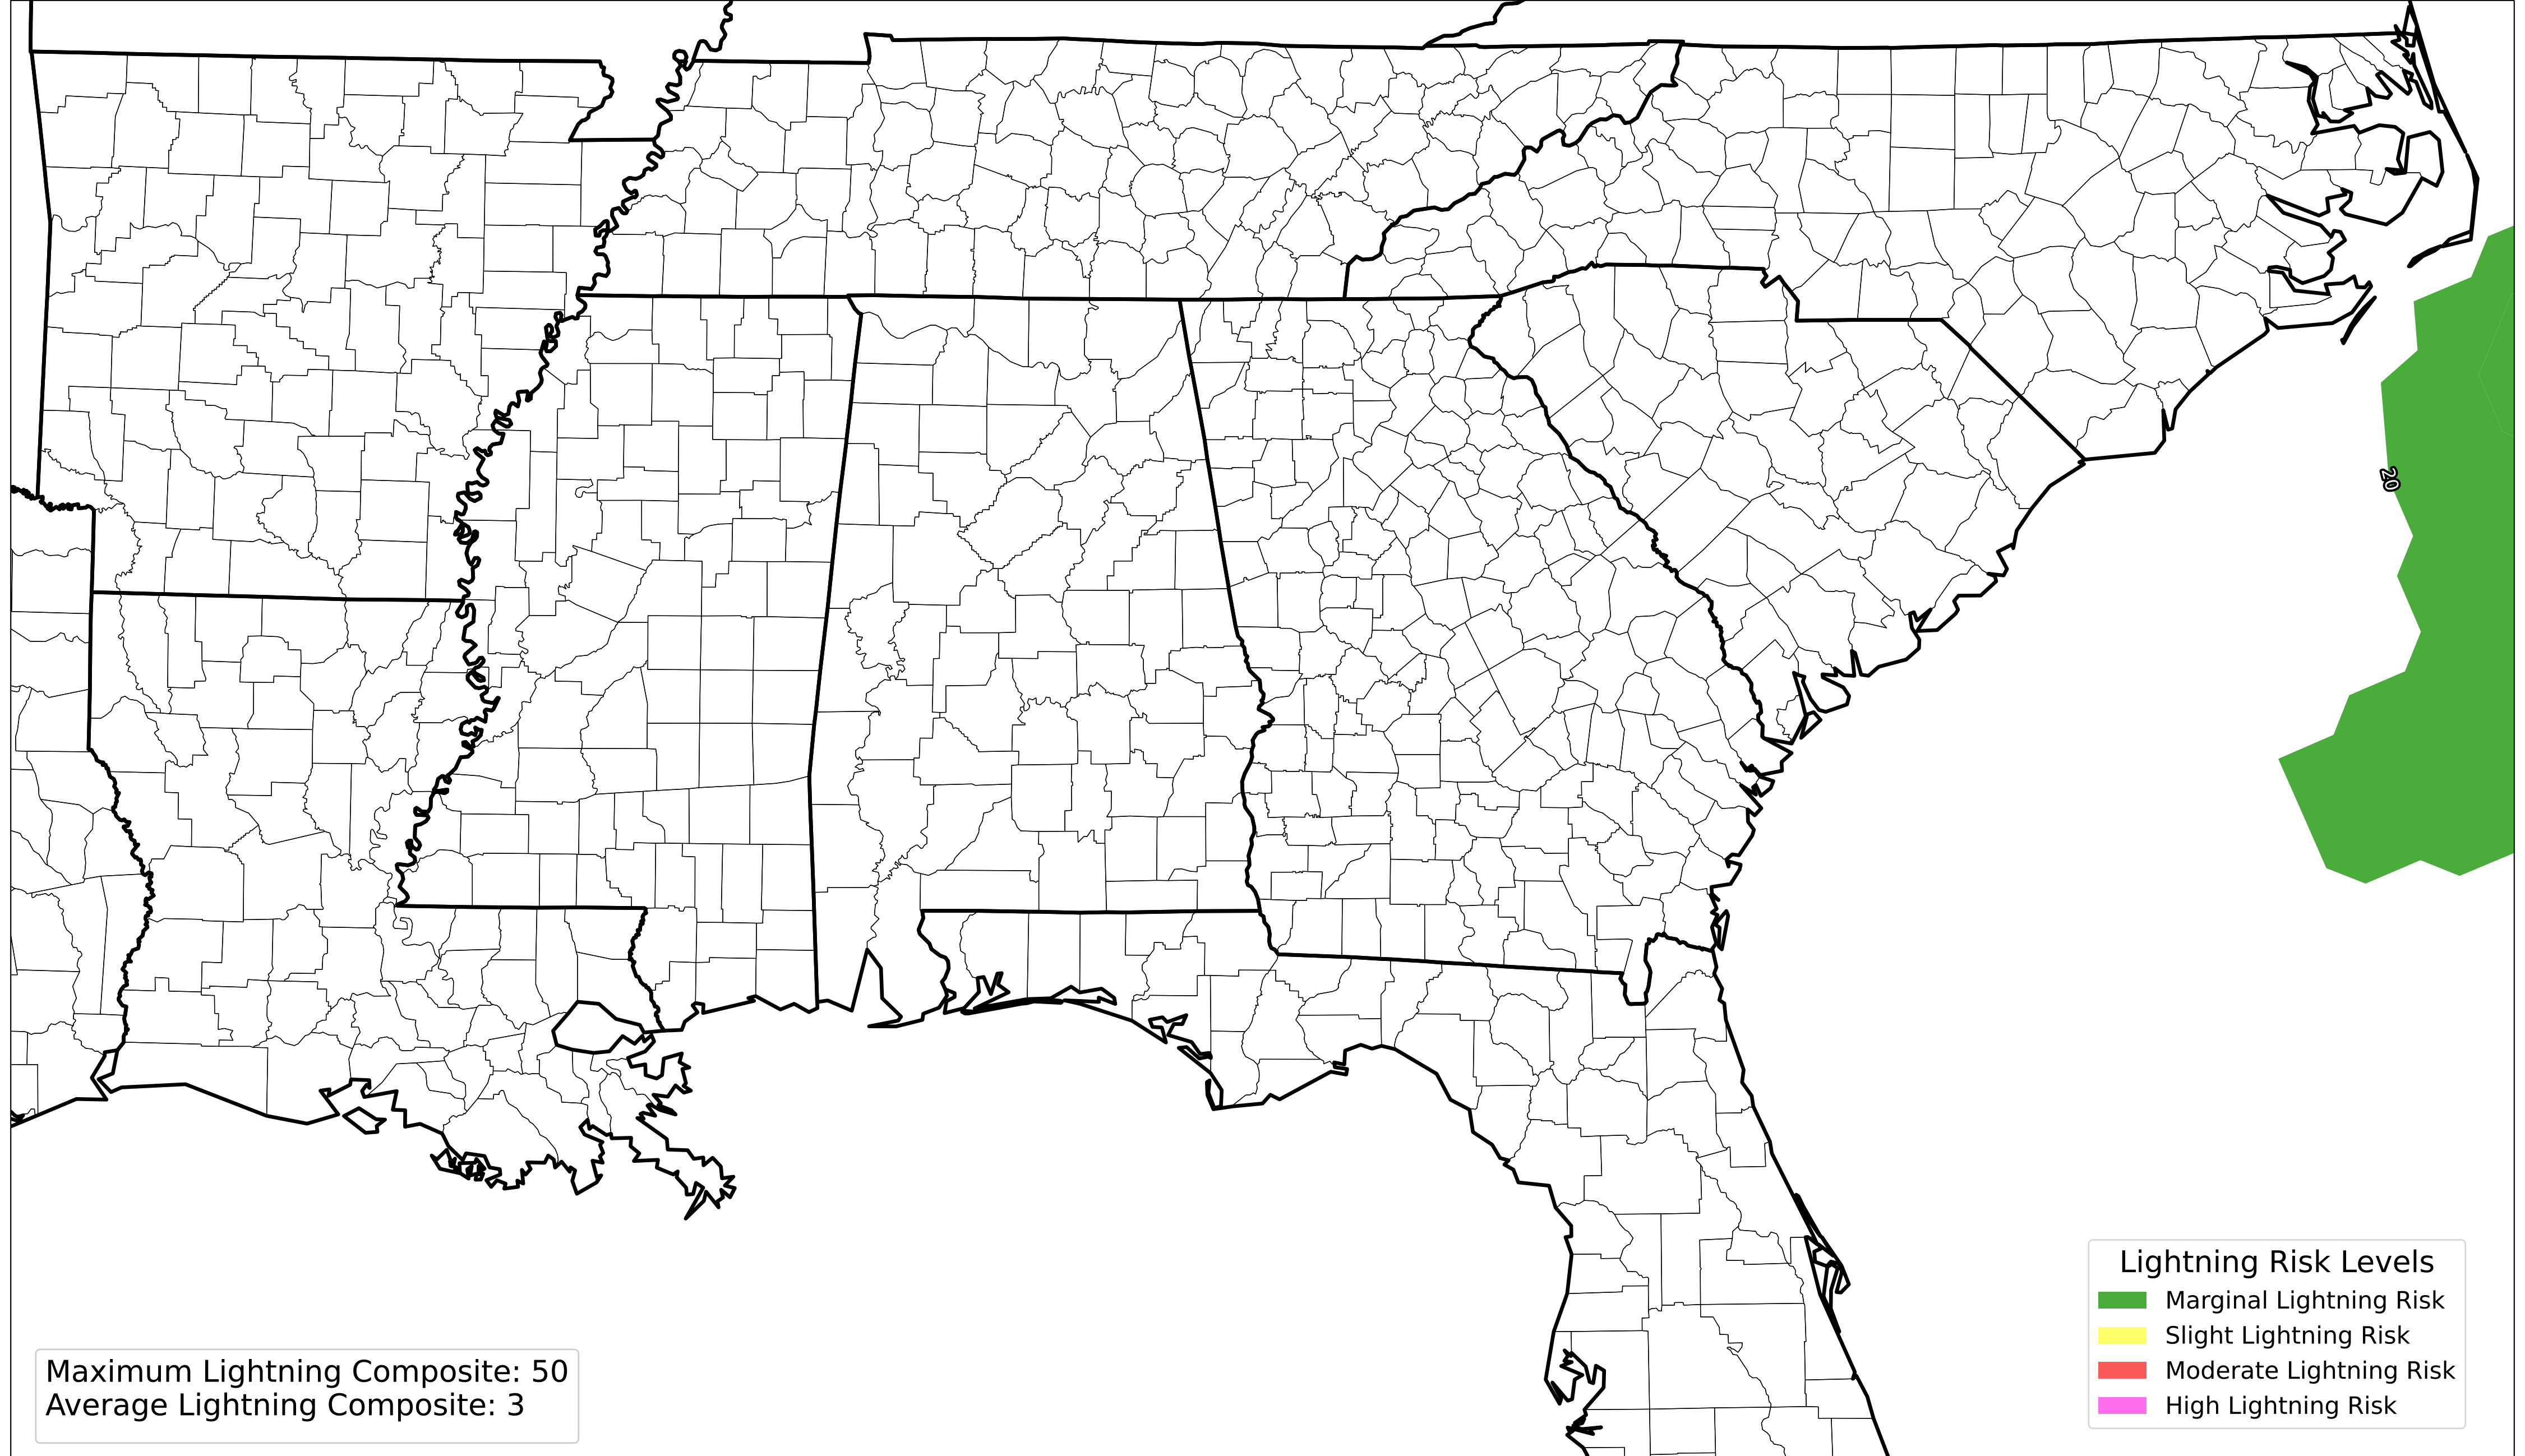 20
Lightning Risk Levels
Marginal Lightning Risk
Slight Lightning Risk
Moderate Lightning Risk
High Lightning Risk
Maximum Lightning Composite: 50
Average Lightning Composite: 3